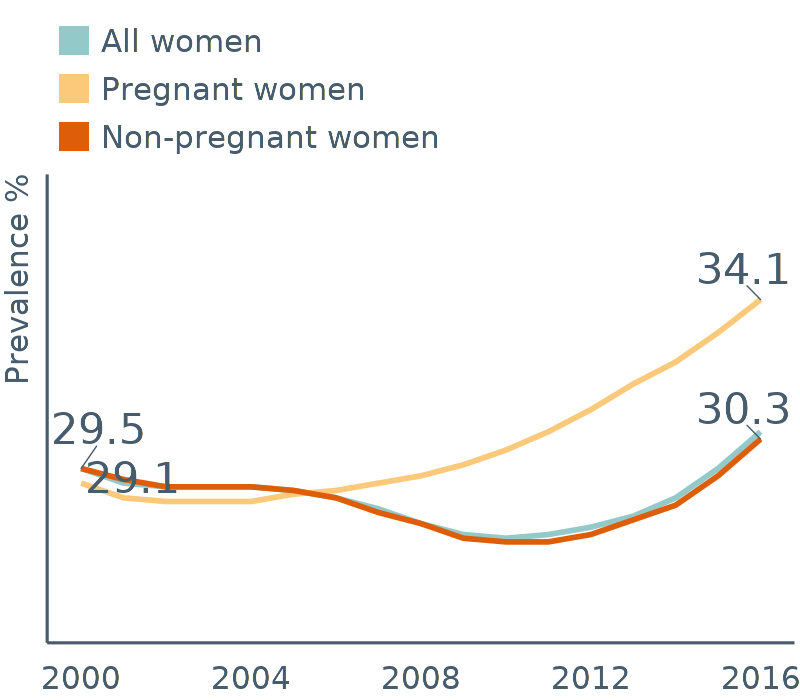 All women
Pregnant women
Non-pregnant women
Prevalence %
34.1
30.3
29.5
29.1
2000 2004 2008 2012 2016